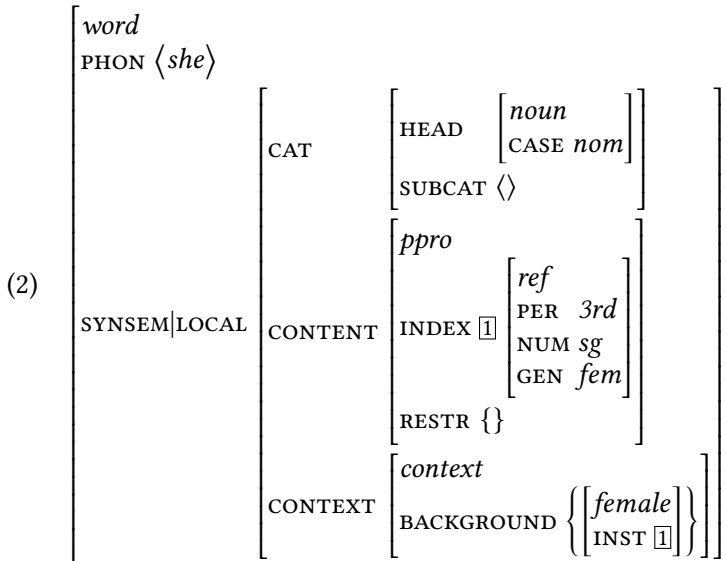 word
PHON ⟨she⟩
noun
HEAD
CASE nom
CAT
SUBCAT ⟨⟩
ppro
ref
PER 3rd
(2)
SYNSEM|LOCAL CONTENT INDEX 1
NUM sg
GEN fem
RESTR {}
context
female
CONTEXT
BACKGROUND
INST 1